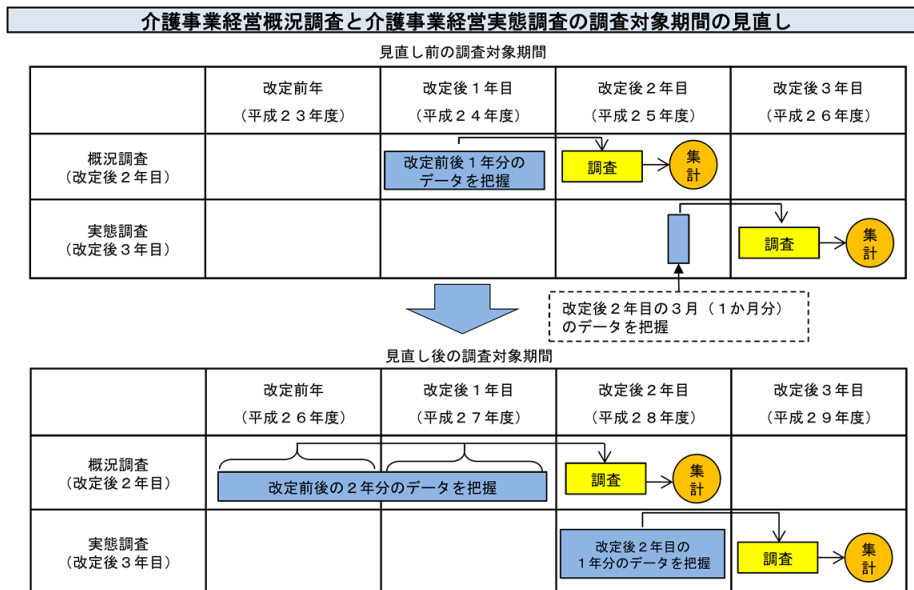 介護事業経営概況調査と介護事業経営実態調査の調査対象期間の見直し
見直し前の調査対象期間
改定前年
（平成２３年度）
改定後１年目
（平成２４年度）
改定後２年目
（平成２５年度）
改定後３年目
（平成２６年度）
概況調査
（改定後２年目）
改定前後１年分の
データを把握
調査
集
計
実態調査
（改定後３年目）
調査
集
計
改定後２年目の３月（１か月分）
のデータを把握
見直し後の調査対象期間
改定前年
（平成２６年度）
改定後１年目
（平成２７年度）
改定後２年目
（平成２８年度）
改定後３年目
（平成２９年度）
概況調査
（改定後２年目）
改定前後の２年分のデータを把握
調査
集
計
実態調査
（改定後３年目）
改定後２年目の
１年分のデータを把握
調査
集
計